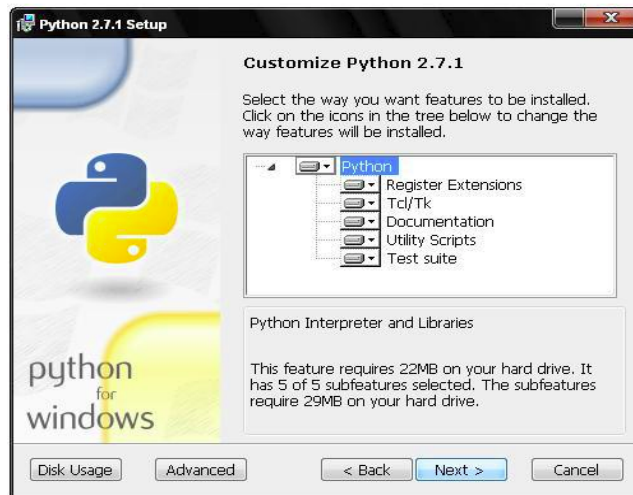 Python 2.7.1 Setup
Customize Python 2.7.1
Select the way you want features to be installed.
Click on the icons in the tree below to change the
way features will be installed.
Python
Register Extensions
Tcl/Tk
Documentation
Utility Scripts
Test suite
Python Interpreter and Libraries
This feature requires 22MB on your hard drive. It
has 5 of 5 subfeatures selected. The subfeatures
require 29MB on your hard drive.
python
for
windows
Disk Usage
Advanced
< Back
Next >
Cancel